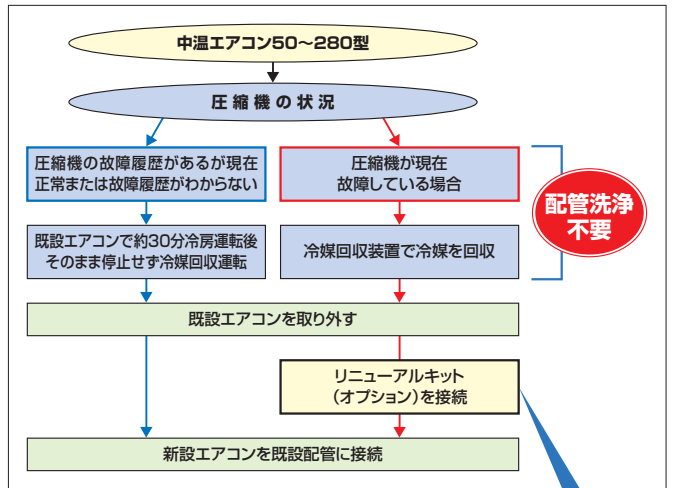 中温エアコン50～280型
圧縮機の状況
圧縮機の故障履歴があるが現在
正常または故障履歴がわからない
圧縮機が現在
故障している場合
配管洗浄
不要
既設エアコンで約30分冷房運転後
そのまま停止せず冷媒回収運転
冷媒回収装置で冷媒を回収
既設エアコンを取り外す
リニューアルキット
（オプション）を接続
新設エアコンを既設配管に接続